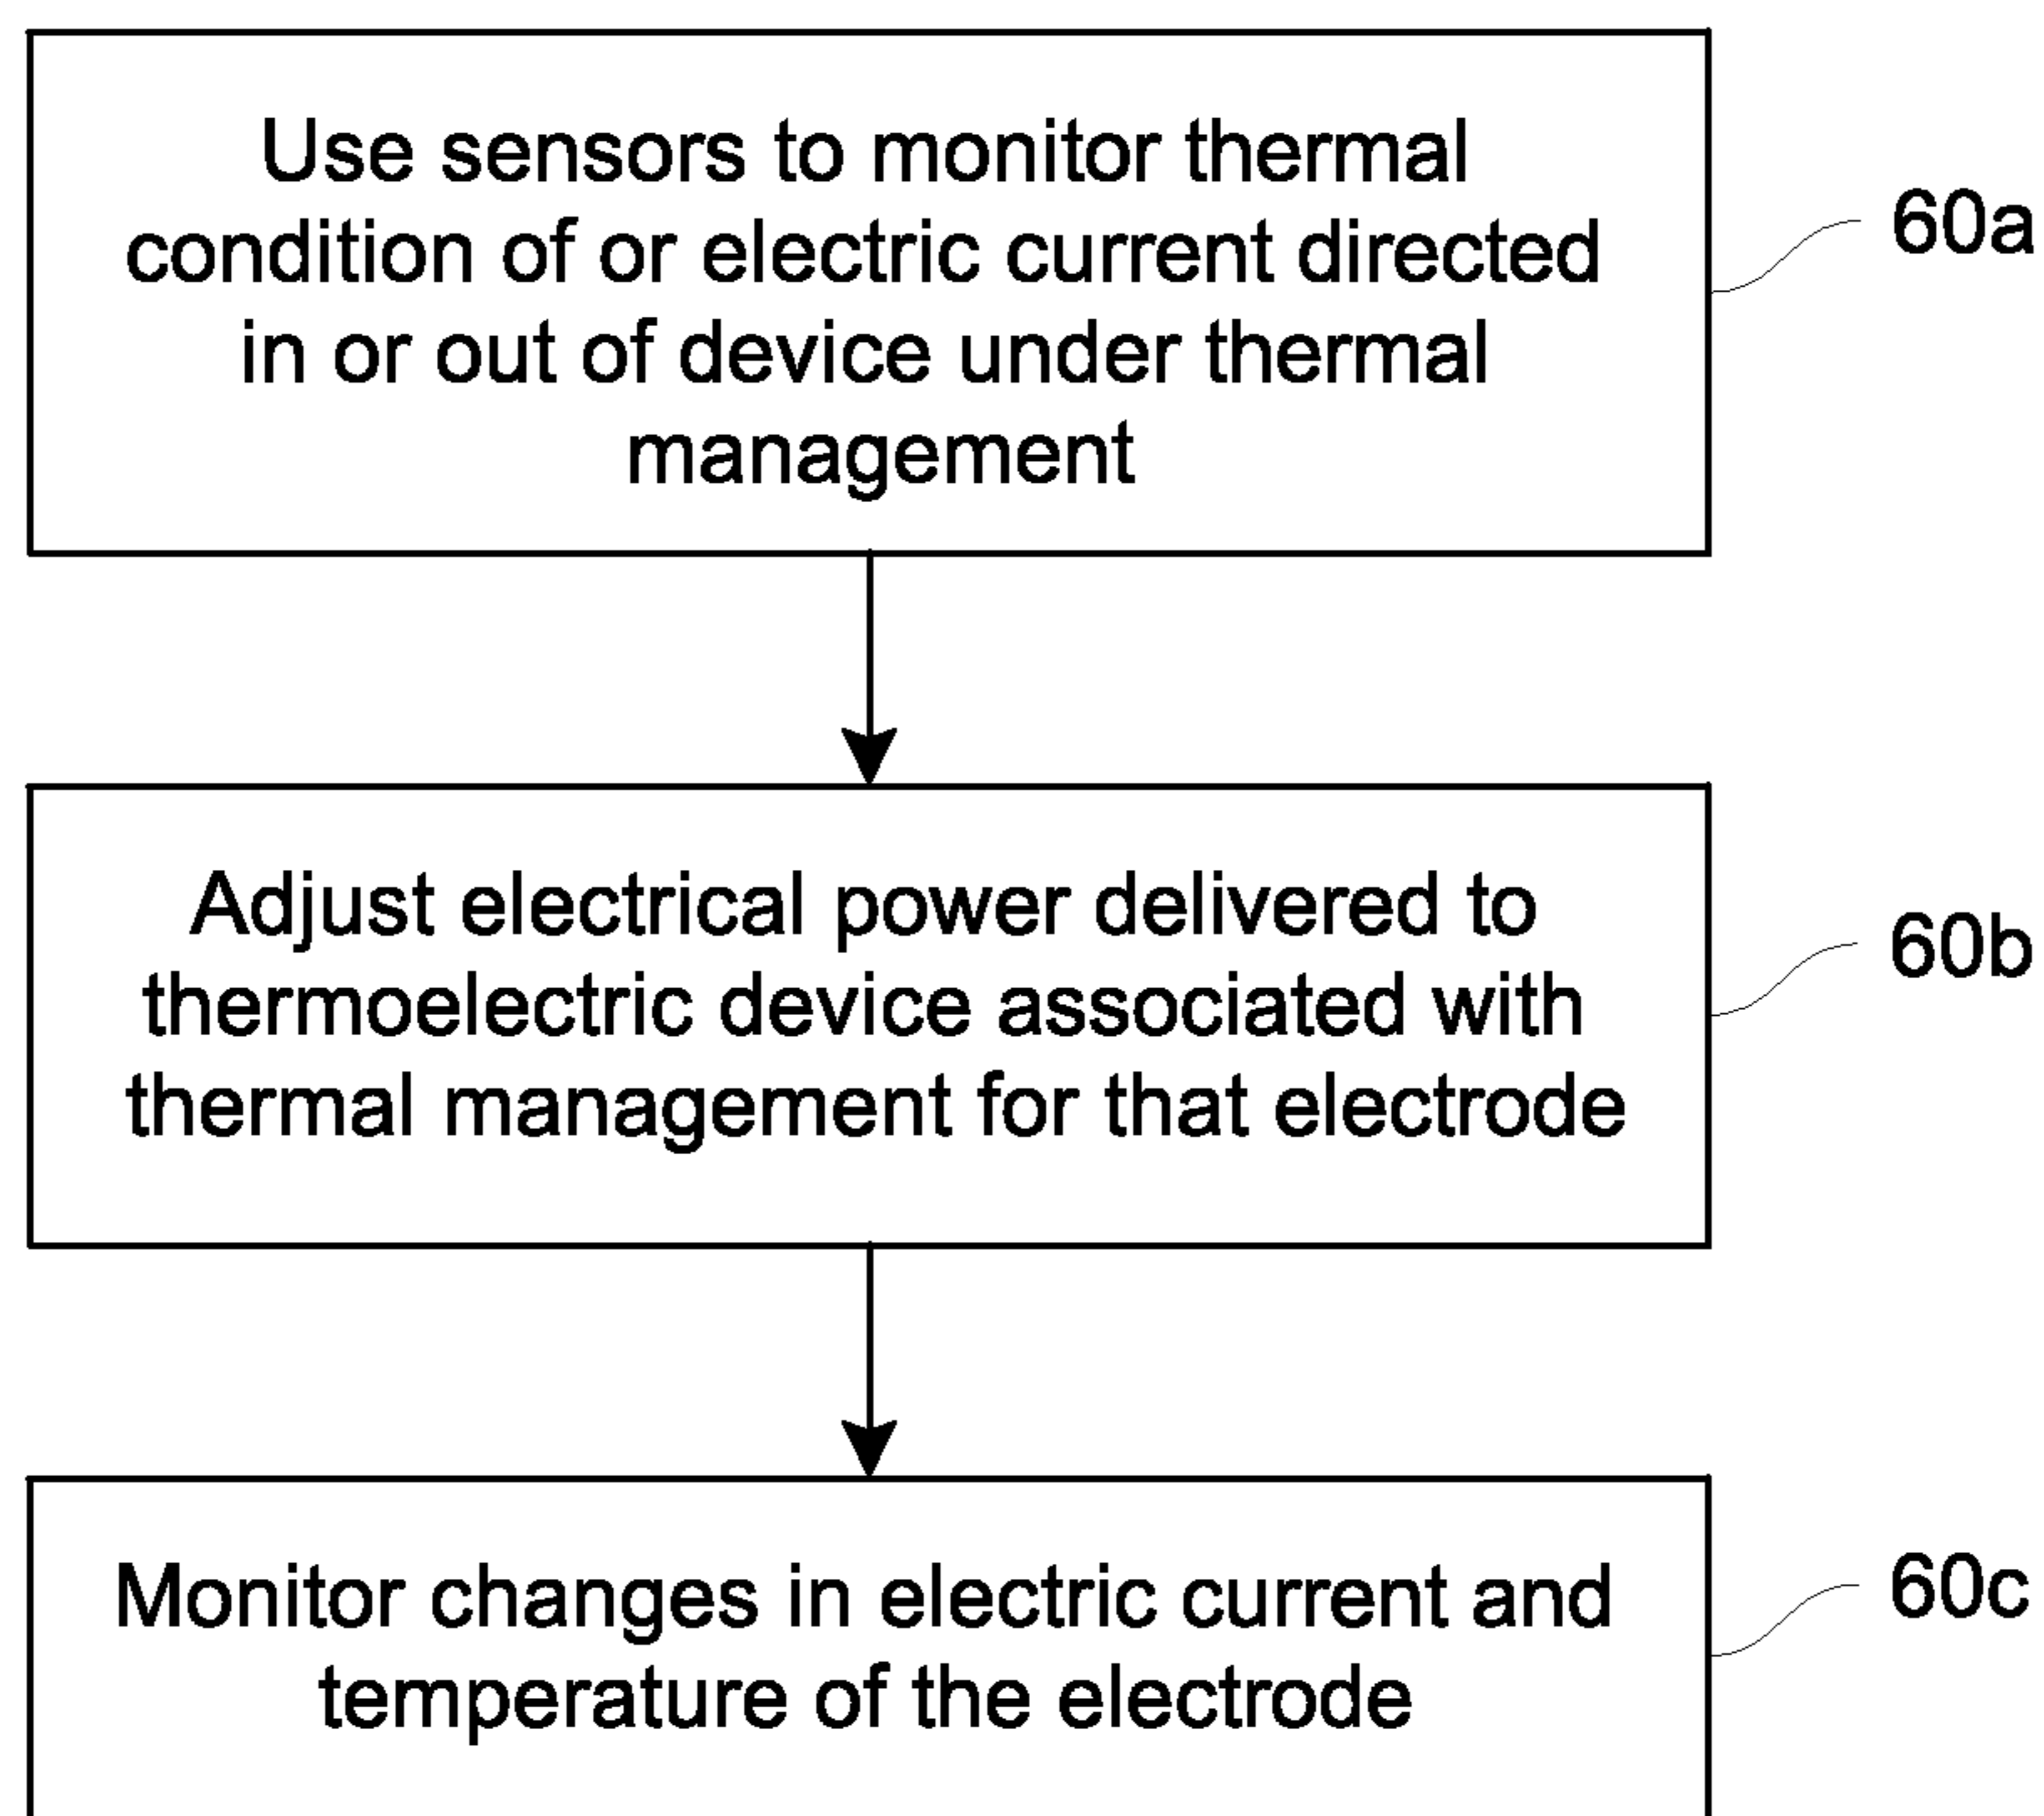 Use sensors to monitor thermal
condition of or electric current directed
in or out of device under thermal
management
60a
Adjust electrical power delivered to
thermoelectric device associated with
thermal management for that electrode
60b
Monitor changes in electric current and
temperature of the electrode
60c